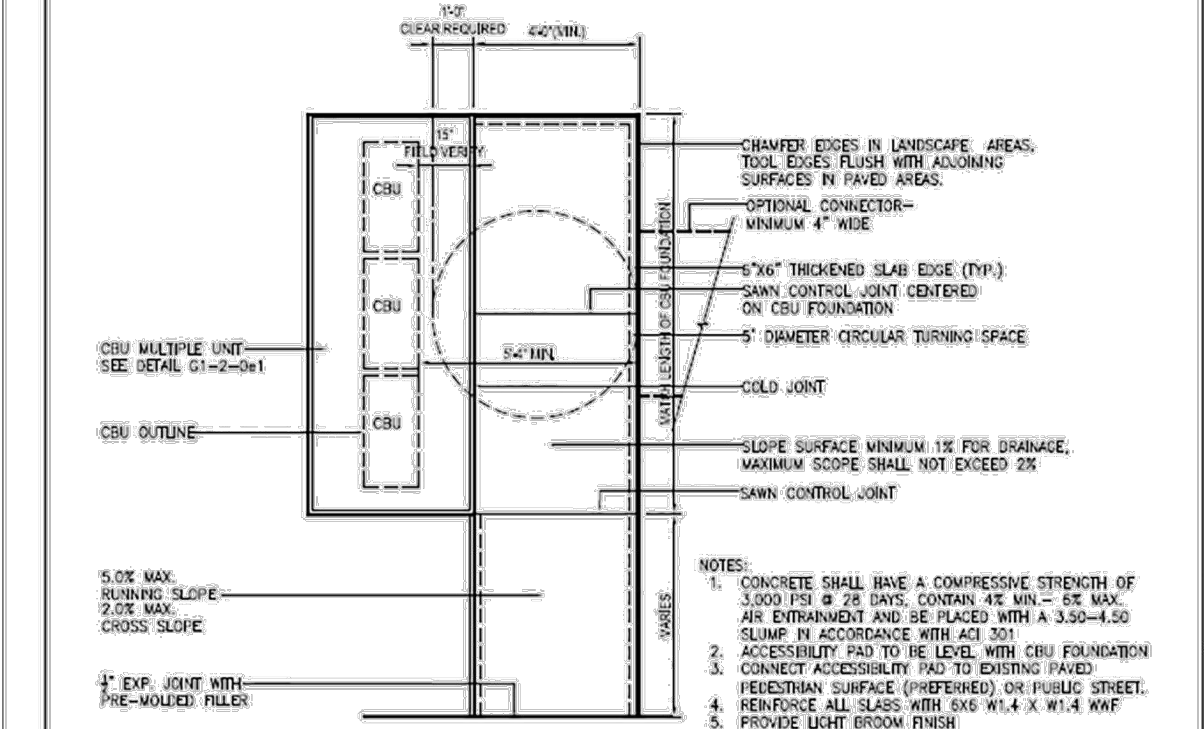 1'-0"
CLEAR REQUIRED
4'-0"(MIN.)
15"
FIELD VERIFY
CBU
CBU
CBU
5'-4" MIN.
MATCH LENGTH OF CBU FOUNDATION
VARIES
CBU MULTIPLE UNIT
SEE DETAIL G1-2-0e1
CBU OUTLINE
5.0% MAX.
RUNNING SLOPE
2.0% MAX.
CROSS SLOPE
½" EXP. JOINT WITH
PRE-MOLDED FILLER
CHAMFER EDGES IN LANDSCAPE AREAS,
TOOL EDGES FLUSH WITH ADJOINING
SURFACES IN PAVED AREAS.
OPTIONAL CONNECTOR-
MINIMUM 4" WIDE
6"X6" THICKENED SLAB EDGE (TYP.)
SAWN CONTROL JOINT CENTERED
ON CBU FOUNDATION
5' DIAMETER CIRCULAR TURNING SPACE
COLD JOINT
SLOPE SURFACE MINIMUM 1% FOR DRAINAGE,
MAXIMUM SCOPE SHALL NOT EXCEED 2%
SAWN CONTROL JOINT
NOTES:
1. CONCRETE SHALL HAVE A COMPRESSIVE STRENGTH OF
3,000 PSI @ 28 DAYS, CONTAIN 4% MIN.- 6% MAX.
AIR ENTRAINMENT AND BE PLACED WITH A 3.50-4.50
SLUMP IN ACCORDANCE WITH ACI 301
2. ACCESSIBILITY PAD TO BE LEVEL WITH CBU FOUNDATION
3. CONNECT ACCESSIBILITY PAD TO EXISTING PAVED
PEDESTRIAN SURFACE (PREFERRED) OR PUBLIC STREET.
4. REINFORCE ALL SLABS WITH 6X6 W1.4 X W1.4 WWF
5. PROVIDE LIGHT BROOM FINISH